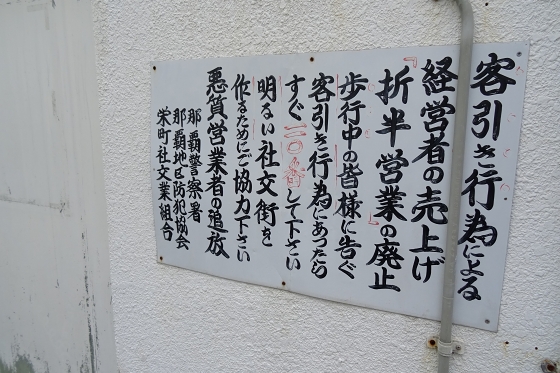 客引き行為による
経営者の売上げ
『折半営業』の廃止
歩行中の皆様に告ぐ
客引き行為にあったら
すぐ一一〇番して下さい
明るい社交街を
作るためにご協力下さい
悪質営業者の追放
那覇警察署
那覇地区防犯協会
栄町社交業組合